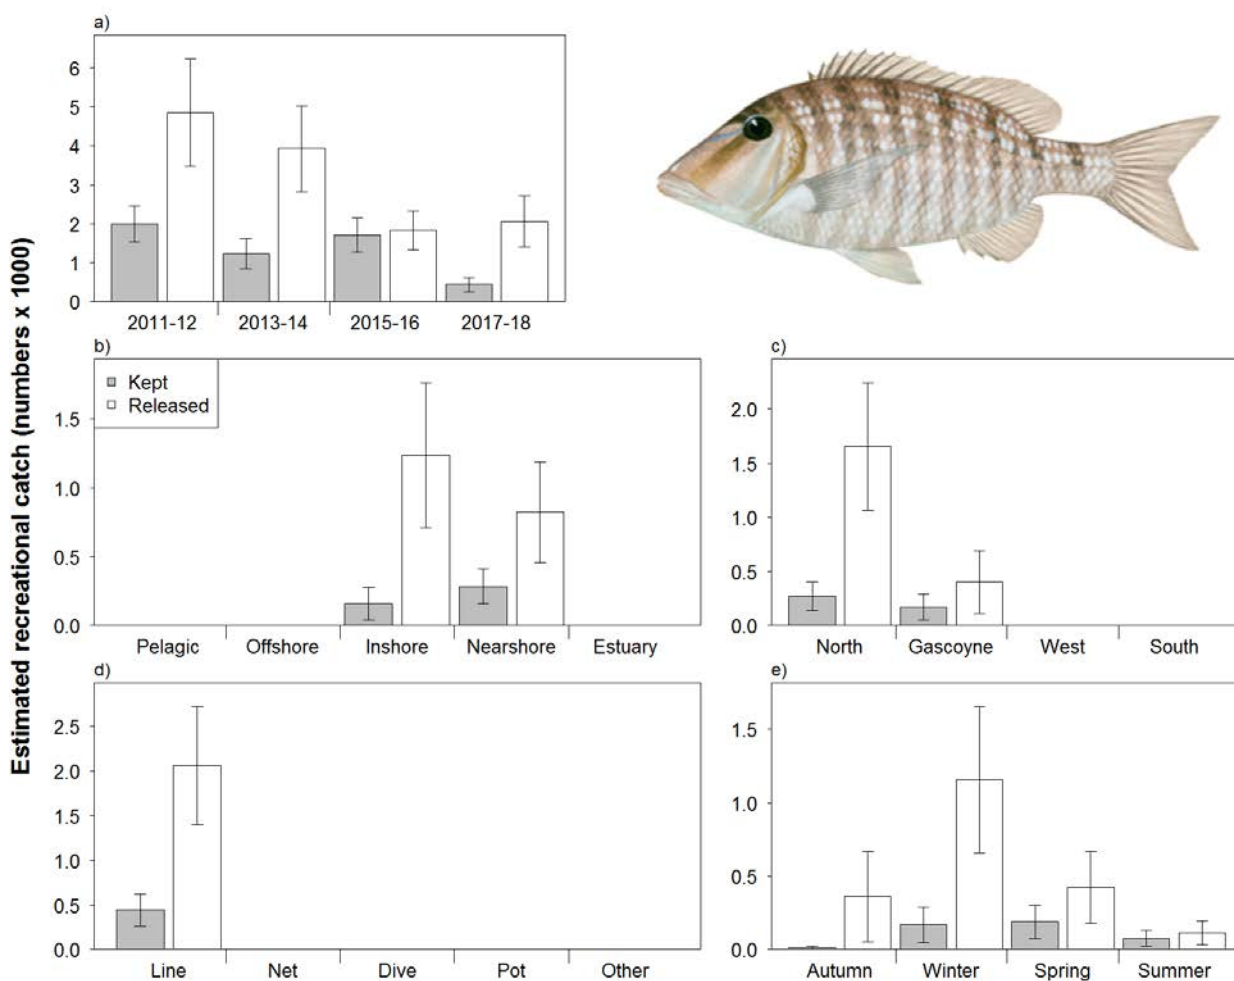 a)
6
5
4
3
2
1
0
2011-12 2013-14 2015-16 2017-18
Estimated recreational catch (numbers x 1000)
b)
Kept
Released
1.5
1.0
0.5
0.0
Pelagic Offshore Inshore Nearshore Estuary
c)
2.0
1.5
1.0
0.5
0.0
North Gascoyne West South
d)
2.5
2.0
1.5
1.0
0.5
0.0
Line Net Dive Pot Other
e)
1.5
1.0
0.5
0.0
Autumn Winter Spring Summer